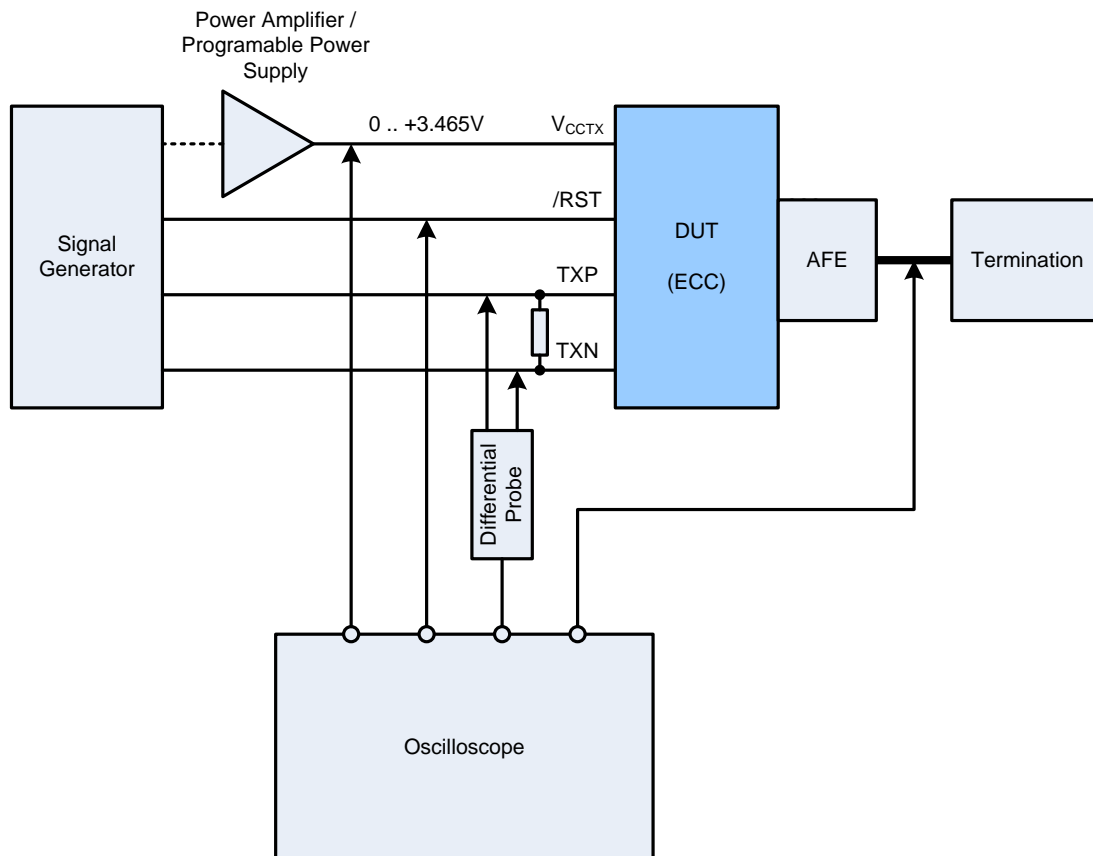 Power Amplifier /
Programable Power
Supply
0 .. +3.465V
VCCTX
/RST
Signal
Generator
TXP
TXN
DUT
(ECC)
AFE
Termination
Differential
Probe
Oscilloscope